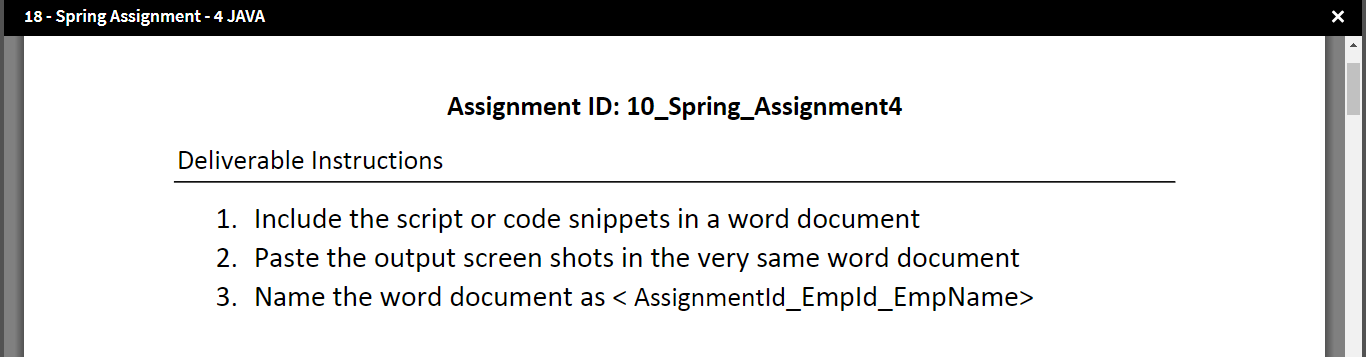 18 - Spring Assignment - 4 JAVA
Assignment ID: 10_Spring_Assignment4
Deliverable Instructions
1. Include the script or code snippets in a word document
2. Paste the output screen shots in the very same word document
3. Name the word document as < AssignmentId_EmpId_EmpName>